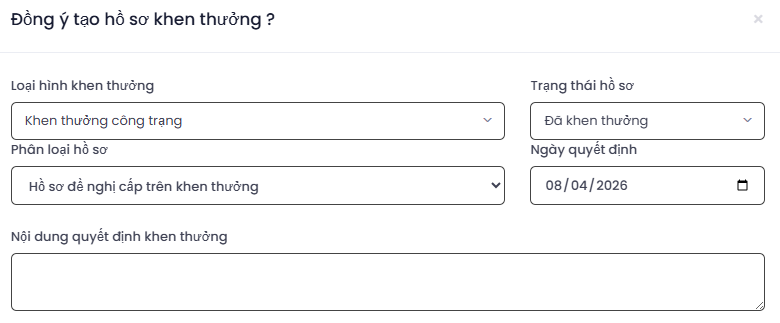 Đồng ý tạo hồ sơ khen thưởng ?
×
Loại hình khen thưởng
Trạng thái hồ sơ
Khen thưởng công trạng
Đã khen thưởng
Phân loại hồ sơ
Ngày quyết định
Hồ sơ đề nghị cấp trên khen thưởng
08/04/2026
Nội dung quyết định khen thưởng